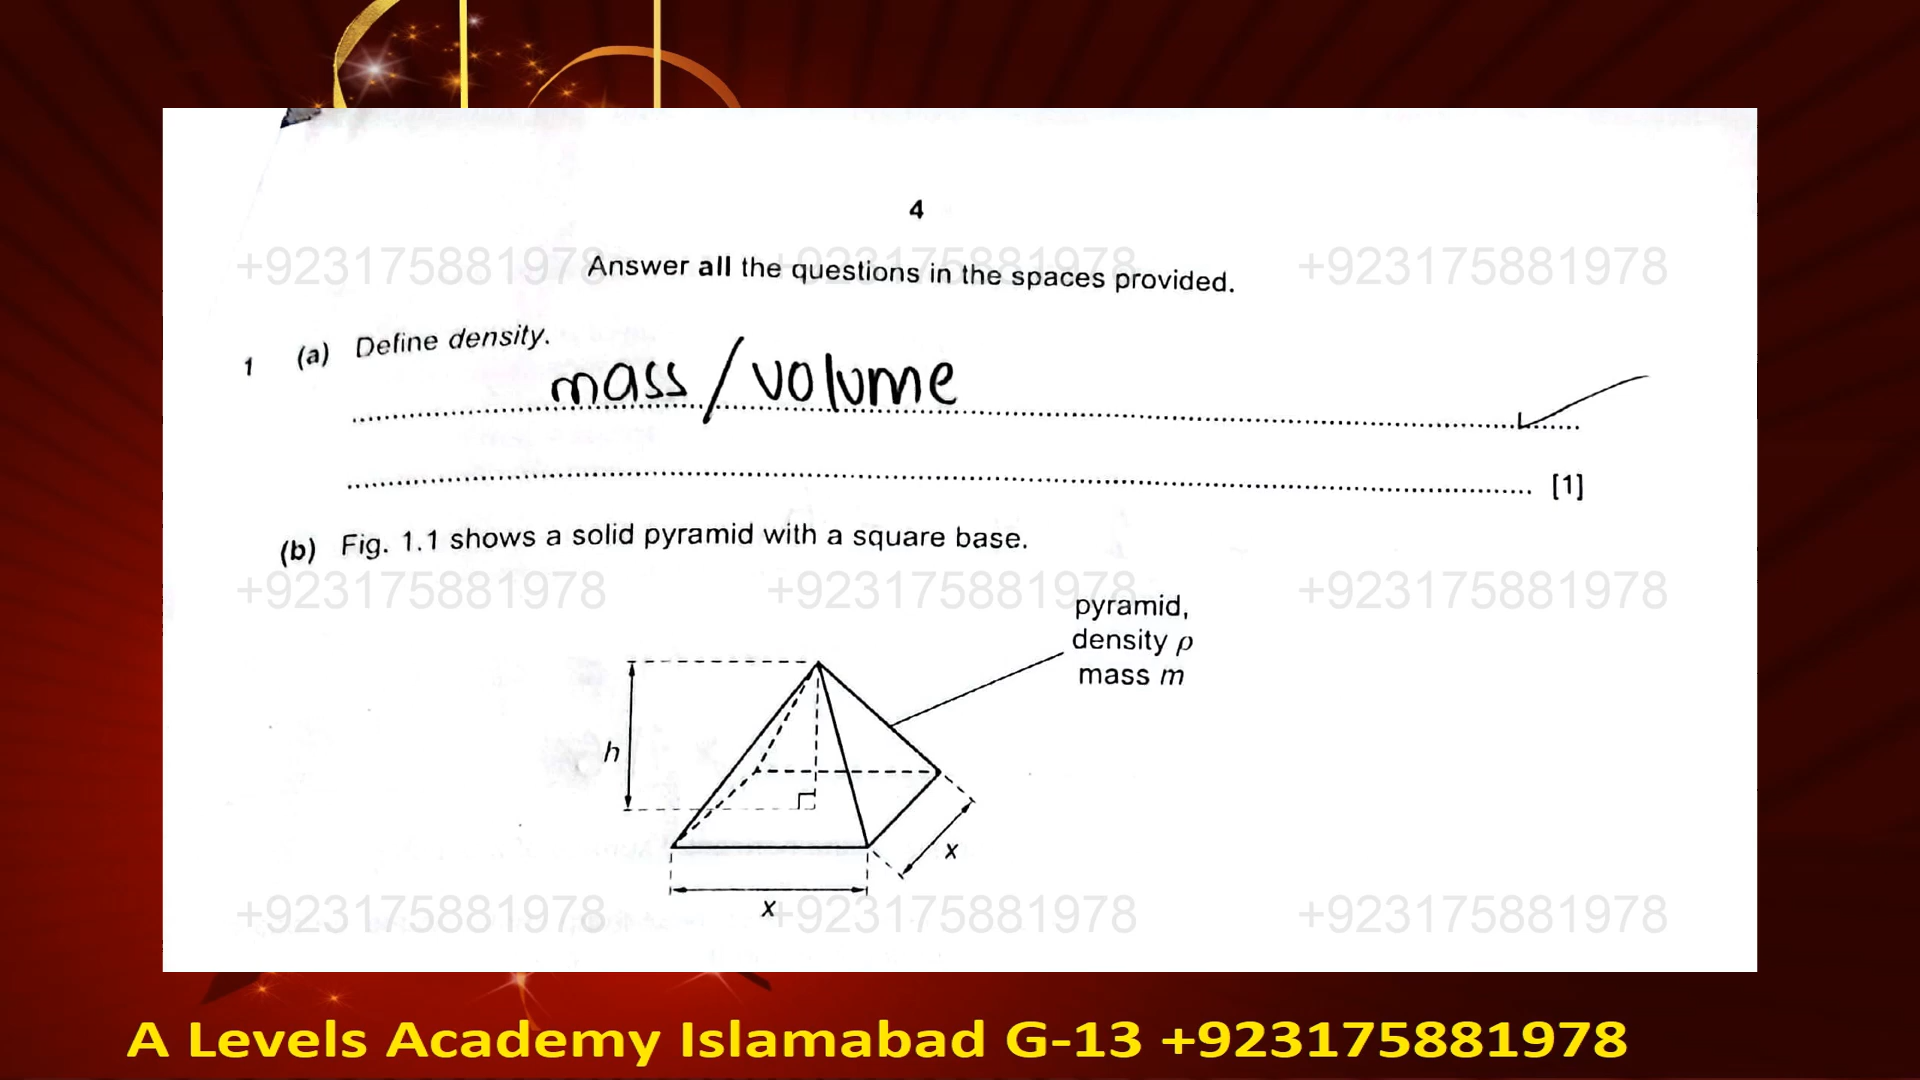 4
+923175881978 +923175881978 +923175881978
Answer all the questions in the spaces provided.
1 (a) Define density.
mass / volume
[1]
(b) Fig. 1.1 shows a solid pyramid with a square base.
+923175881978 +923175881978 +923175881978
pyramid,
density ρ
mass m
h
x
x
+923175881978 +923175881978 +923175881978
A Levels Academy Islamabad G-13 +923175881978